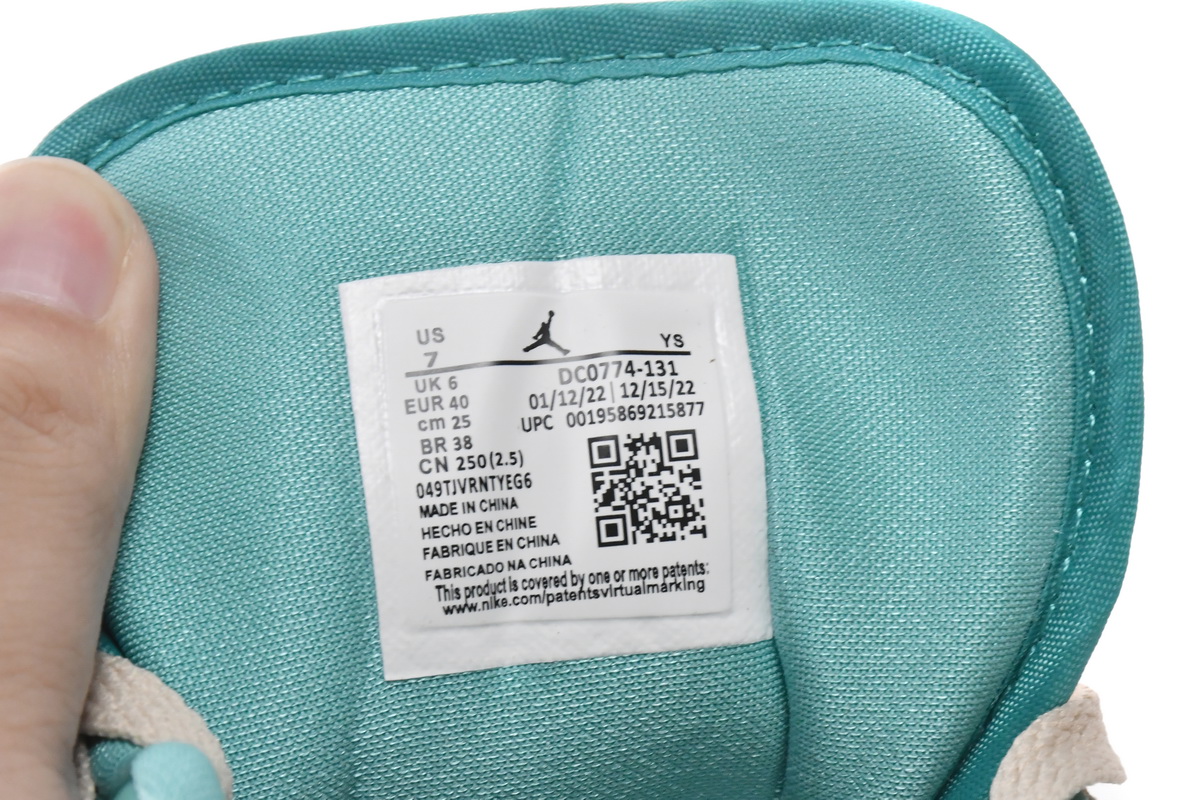 US
7
YS
UK 6
DC0774-131
EUR 40
01/12/22 | 12/15/22
cm 25
UPC 00195869215877
BR 38
CN 250 (2.5)
049TJVRNTYEG6
MADE IN CHINA
HECHO EN CHINE
FABRIQUE EN CHINA
FABRICADO NA CHINA
This product is covered by one or more patents:
www.nike.com/patentsvirtualmarking